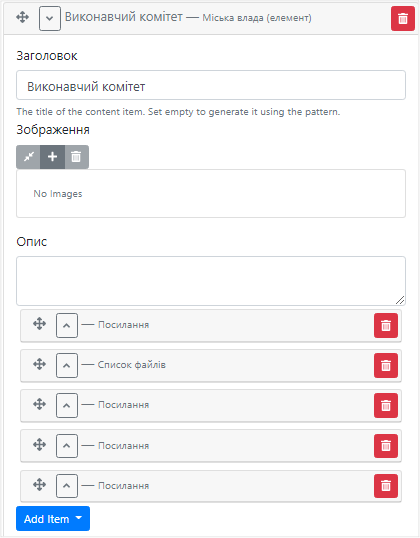 Виконавчий комітет — Міська влада (елемент)
Заголовок
Виконавчий комітет
The title of the content item. Set empty to generate it using the pattern.
Зображення
No Images
Опис
— Посилання
— Список файлів
— Посилання
— Посилання
— Посилання
Add Item